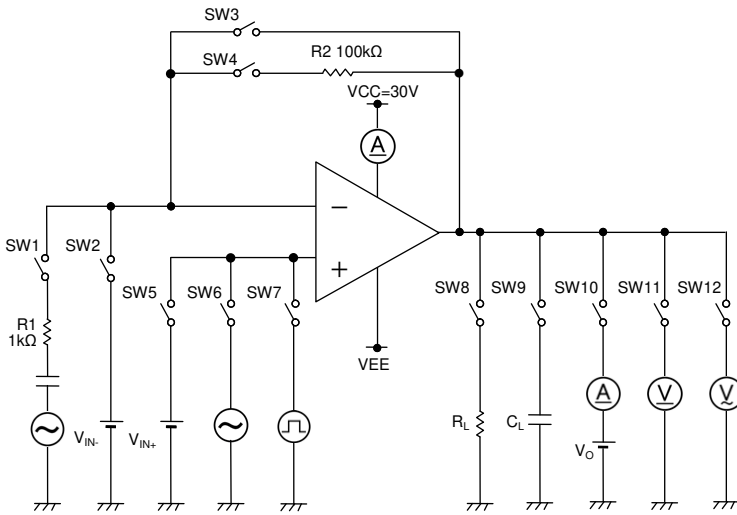 SW3
SW4
R2 100kΩ
VCC=30V
A
−
+
SW1
SW2
SW5
SW6
SW7
SW8
SW9
SW10
SW11
SW12
R1
1kΩ
VEE
A
V
V
VIN-
VIN+
RL
CL
VO